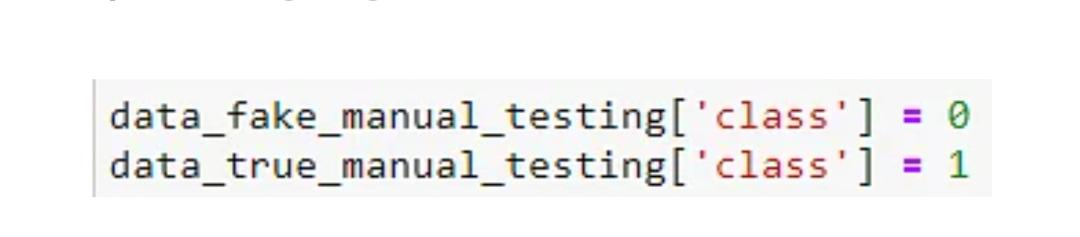 data_fake_manual_testing['class'] = 0
data_true_manual_testing['class'] = 1